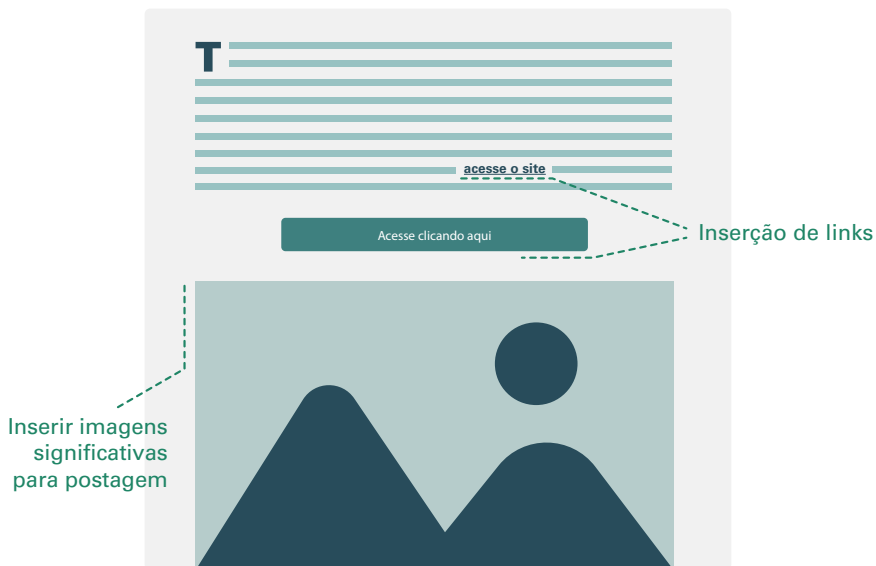 T
acesse o site
Inserção de links
Acesse clicando aqui
Inserir imagens
significativas
para postagem